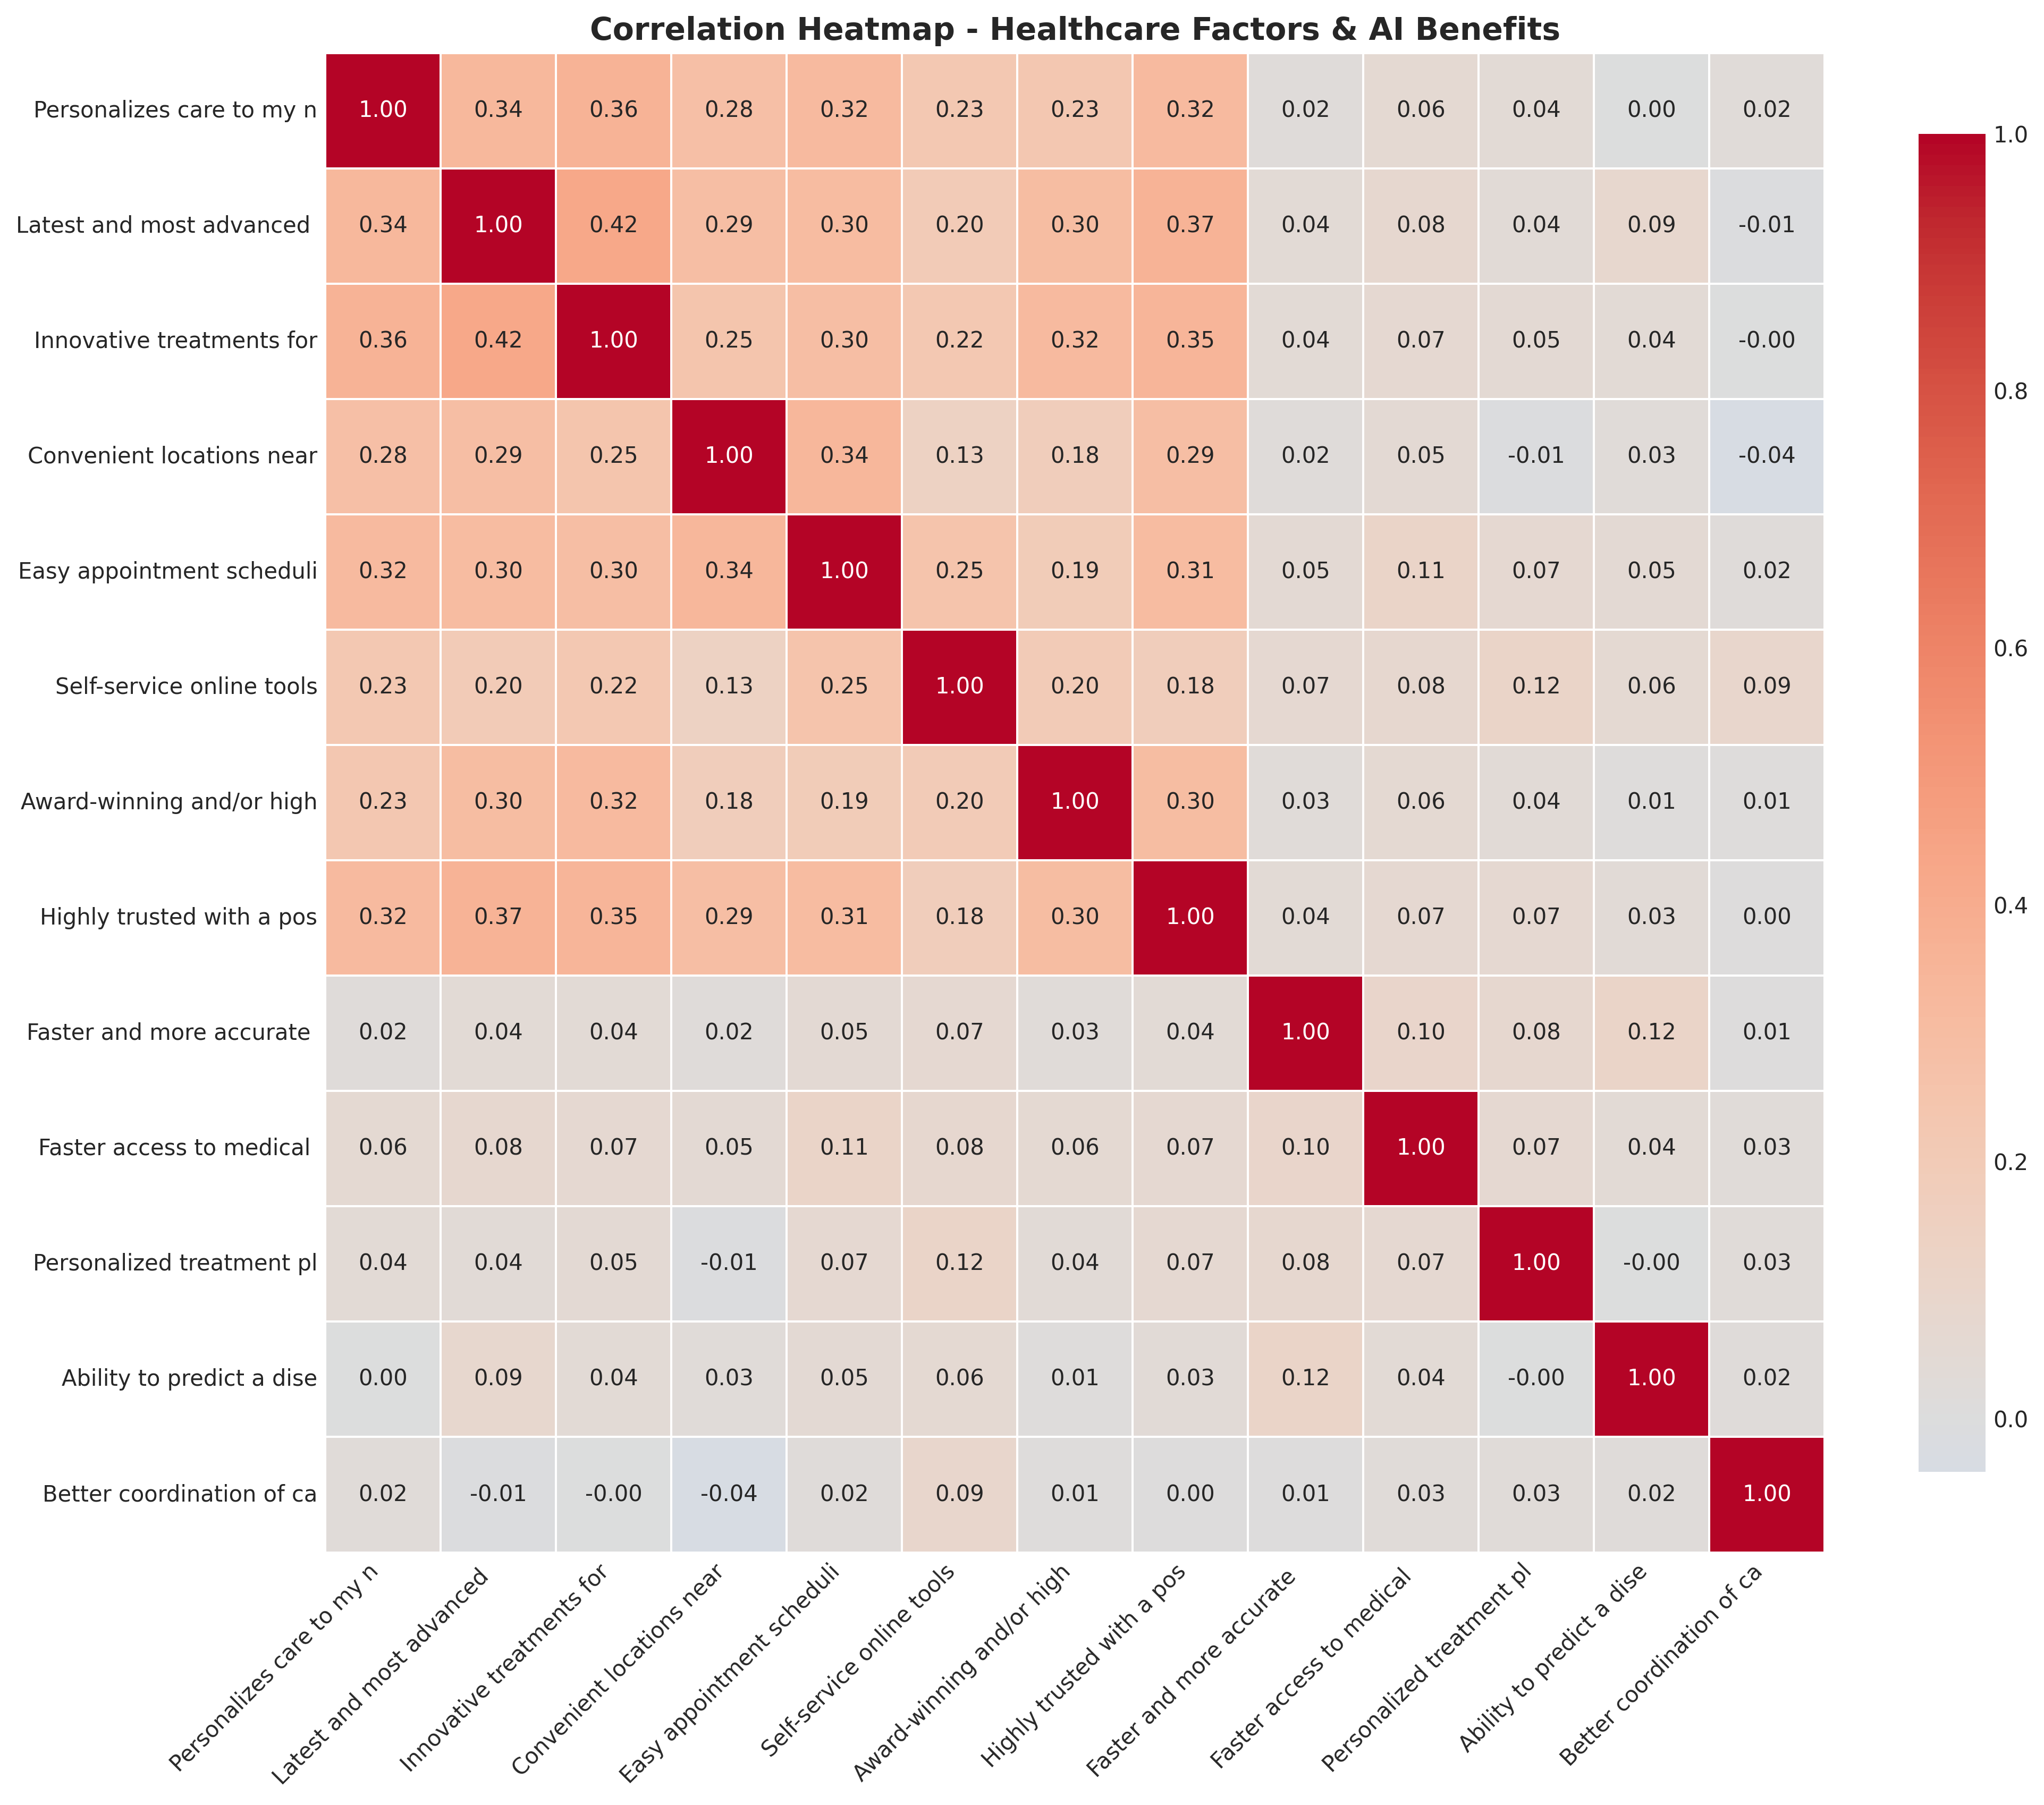 Correlation Heatmap - Healthcare Factors & AI Benefits
Personalizes care to my n 1.00 0.34 0.36 0.28 0.32 0.23 0.23 0.32 0.02 0.06 0.04 0.00 0.02
Latest and most advanced 0.34 1.00 0.42 0.29 0.30 0.20 0.30 0.37 0.04 0.08 0.04 0.09 -0.01
Innovative treatments for 0.36 0.42 1.00 0.25 0.30 0.22 0.32 0.35 0.04 0.07 0.05 0.04 -0.00
Convenient locations near 0.28 0.29 0.25 1.00 0.34 0.13 0.18 0.29 0.02 0.05 -0.01 0.03 -0.04
Easy appointment scheduli 0.32 0.30 0.30 0.34 1.00 0.25 0.19 0.31 0.05 0.11 0.07 0.05 0.02
Self-service online tools 0.23 0.20 0.22 0.13 0.25 1.00 0.20 0.18 0.07 0.08 0.12 0.06 0.09
Award-winning and/or high 0.23 0.30 0.32 0.18 0.19 0.20 1.00 0.30 0.03 0.06 0.04 0.01 0.01
Highly trusted with a pos 0.32 0.37 0.35 0.29 0.31 0.18 0.30 1.00 0.04 0.07 0.07 0.03 0.00
Faster and more accurate 0.02 0.04 0.04 0.02 0.05 0.07 0.03 0.04 1.00 0.10 0.08 0.12 0.01
Faster access to medical 0.06 0.08 0.07 0.05 0.11 0.08 0.06 0.07 0.10 1.00 0.07 0.04 0.03
Personalized treatment pl 0.04 0.04 0.05 -0.01 0.07 0.12 0.04 0.07 0.08 0.07 1.00 -0.00 0.03
Ability to predict a dise 0.00 0.09 0.04 0.03 0.05 0.06 0.01 0.03 0.12 0.04 -0.00 1.00 0.02
Better coordination of ca 0.02 -0.01 -0.00 -0.04 0.02 0.09 0.01 0.00 0.01 0.03 0.03 0.02 1.00
Personalizes care to my n
Latest and most advanced
Innovative treatments for
Convenient locations near
Easy appointment scheduli
Self-service online tools
Award-winning and/or high
Highly trusted with a pos
Faster and more accurate
Faster access to medical
Personalized treatment pl
Ability to predict a dise
Better coordination of ca
1.0
0.8
0.6
0.4
0.2
0.0